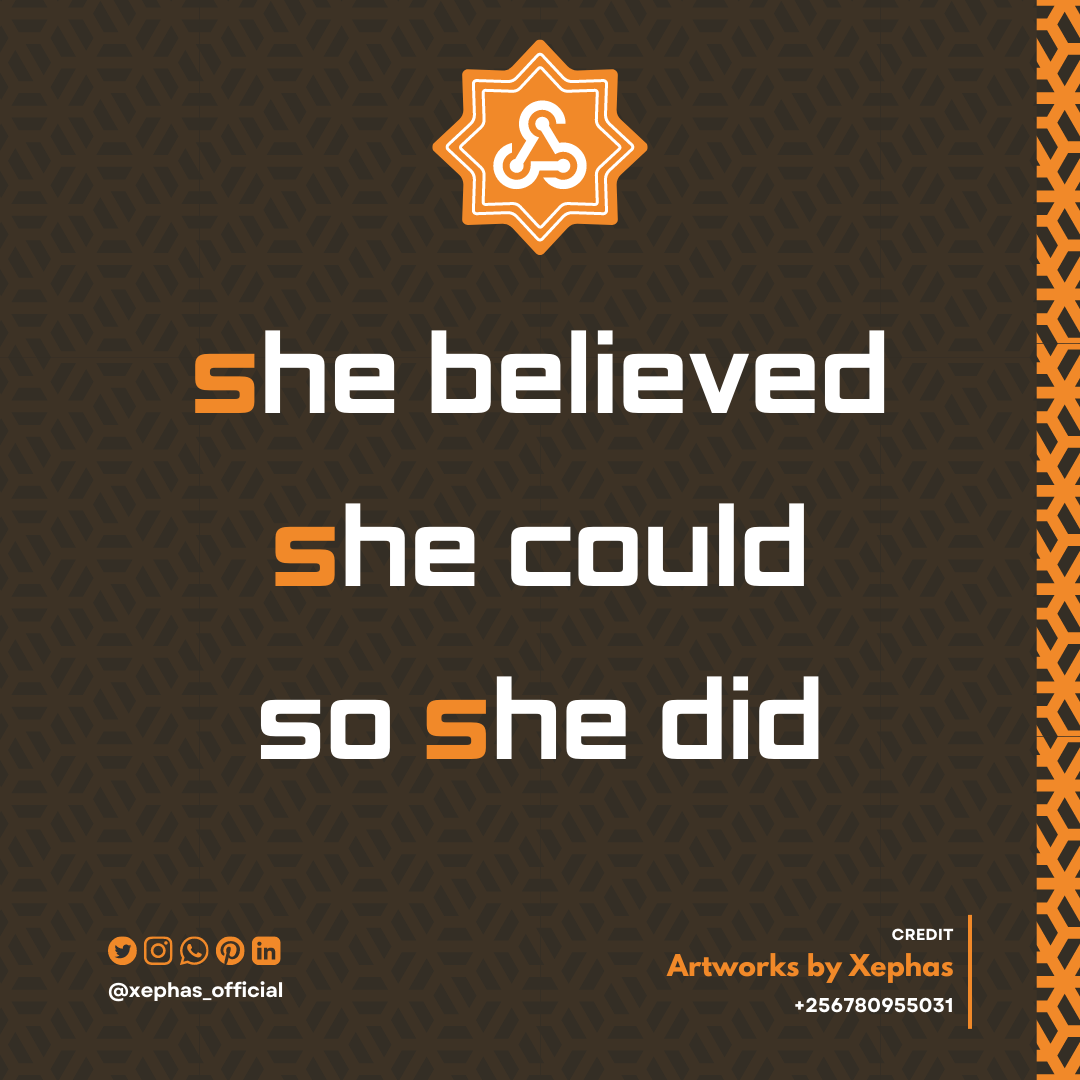 she believed
she could
so she did
@xephas_official
CREDIT
Artworks by Xephas
+256780955031